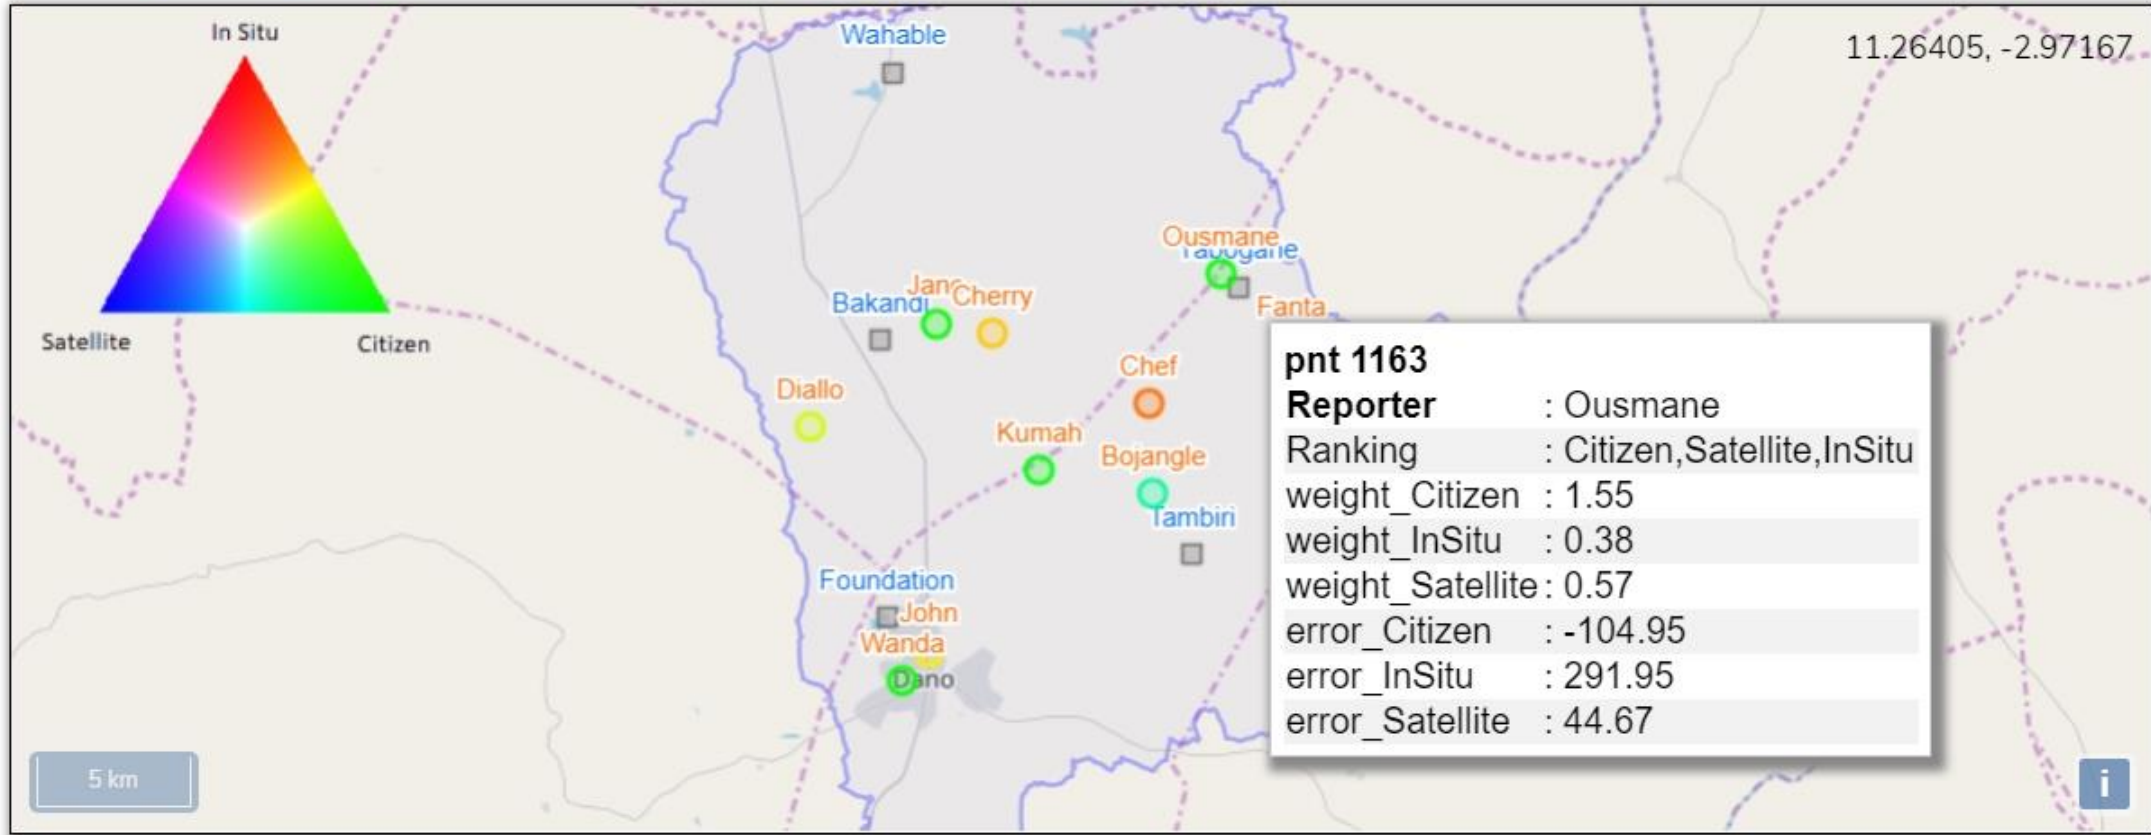 In Situ
Satellite
Citizen
Wahable
11.26405, -2.97167
Ousmane
Cherry
Fanta
Chef
Diallo
Kumah
Bojangle
Tambiri
Foundation
John
Wanda
Dano
pnt 1163
Reporter : Ousmane
Ranking : Citizen,Satellite,InSitu
weight_Citizen : 1.55
weight_InSitu : 0.38
weight_Satellite : 0.57
error_Citizen : -104.95
error_InSitu : 291.95
error_Satellite : 44.67
5 km
i